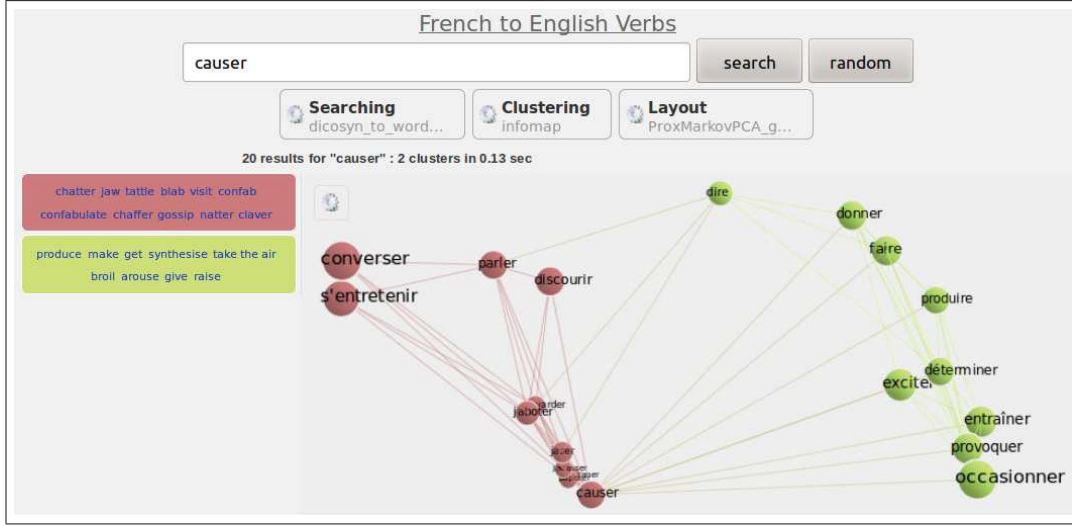 French to English Verbs
causer
search
random
Searching
dicosyn_to_word...
Clustering
infomap
Layout
ProxMarkovPCA_g...
20 results for "causer" : 2 clusters in 0.13 sec
chatter jaw tattle blab visit confab
confabulate chaffer gossip natter claver
produce make get synthesise take the air
broil arouse give raise
dire
donner
faire
converser
parler
discourir
s'entretenir
produire
déterminer
exciter
jaboter
entraîner
provoquer
occasionner
causer